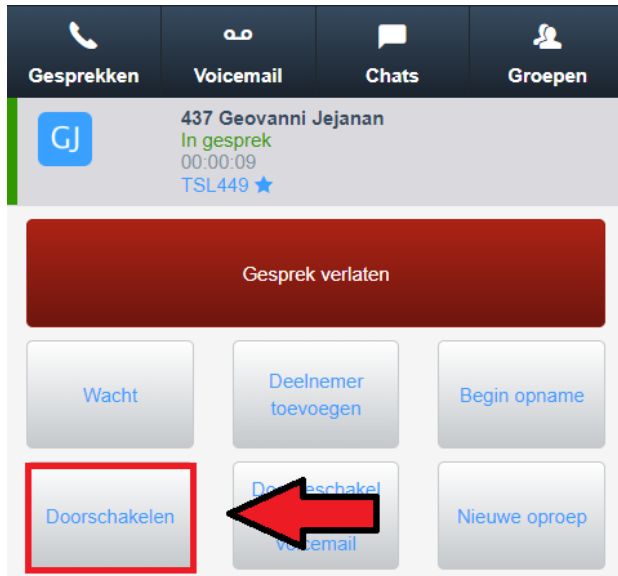 Gesprekken Voicemail Chats Groepen
GJ
437 Geovanni Jejanan
In gesprek
00:00:09
TSL449
Gesprek verlaten
Wacht
Deelnemer
toevoegen
Begin opname
Doorschakelen
Nieuwe oproep